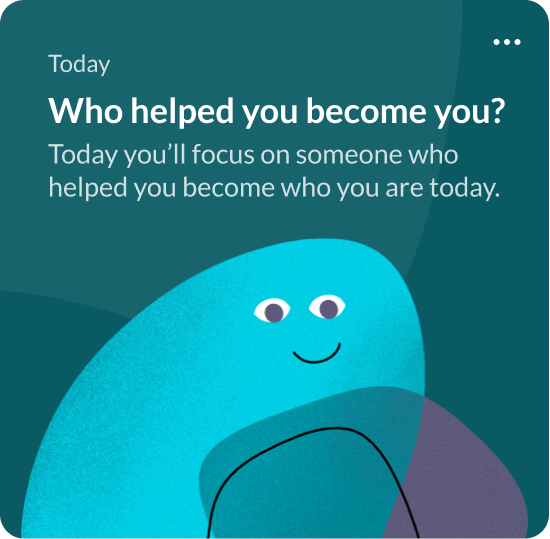 Today
Who helped you become you?
Today you’ll focus on someone who
helped you become who you are today.